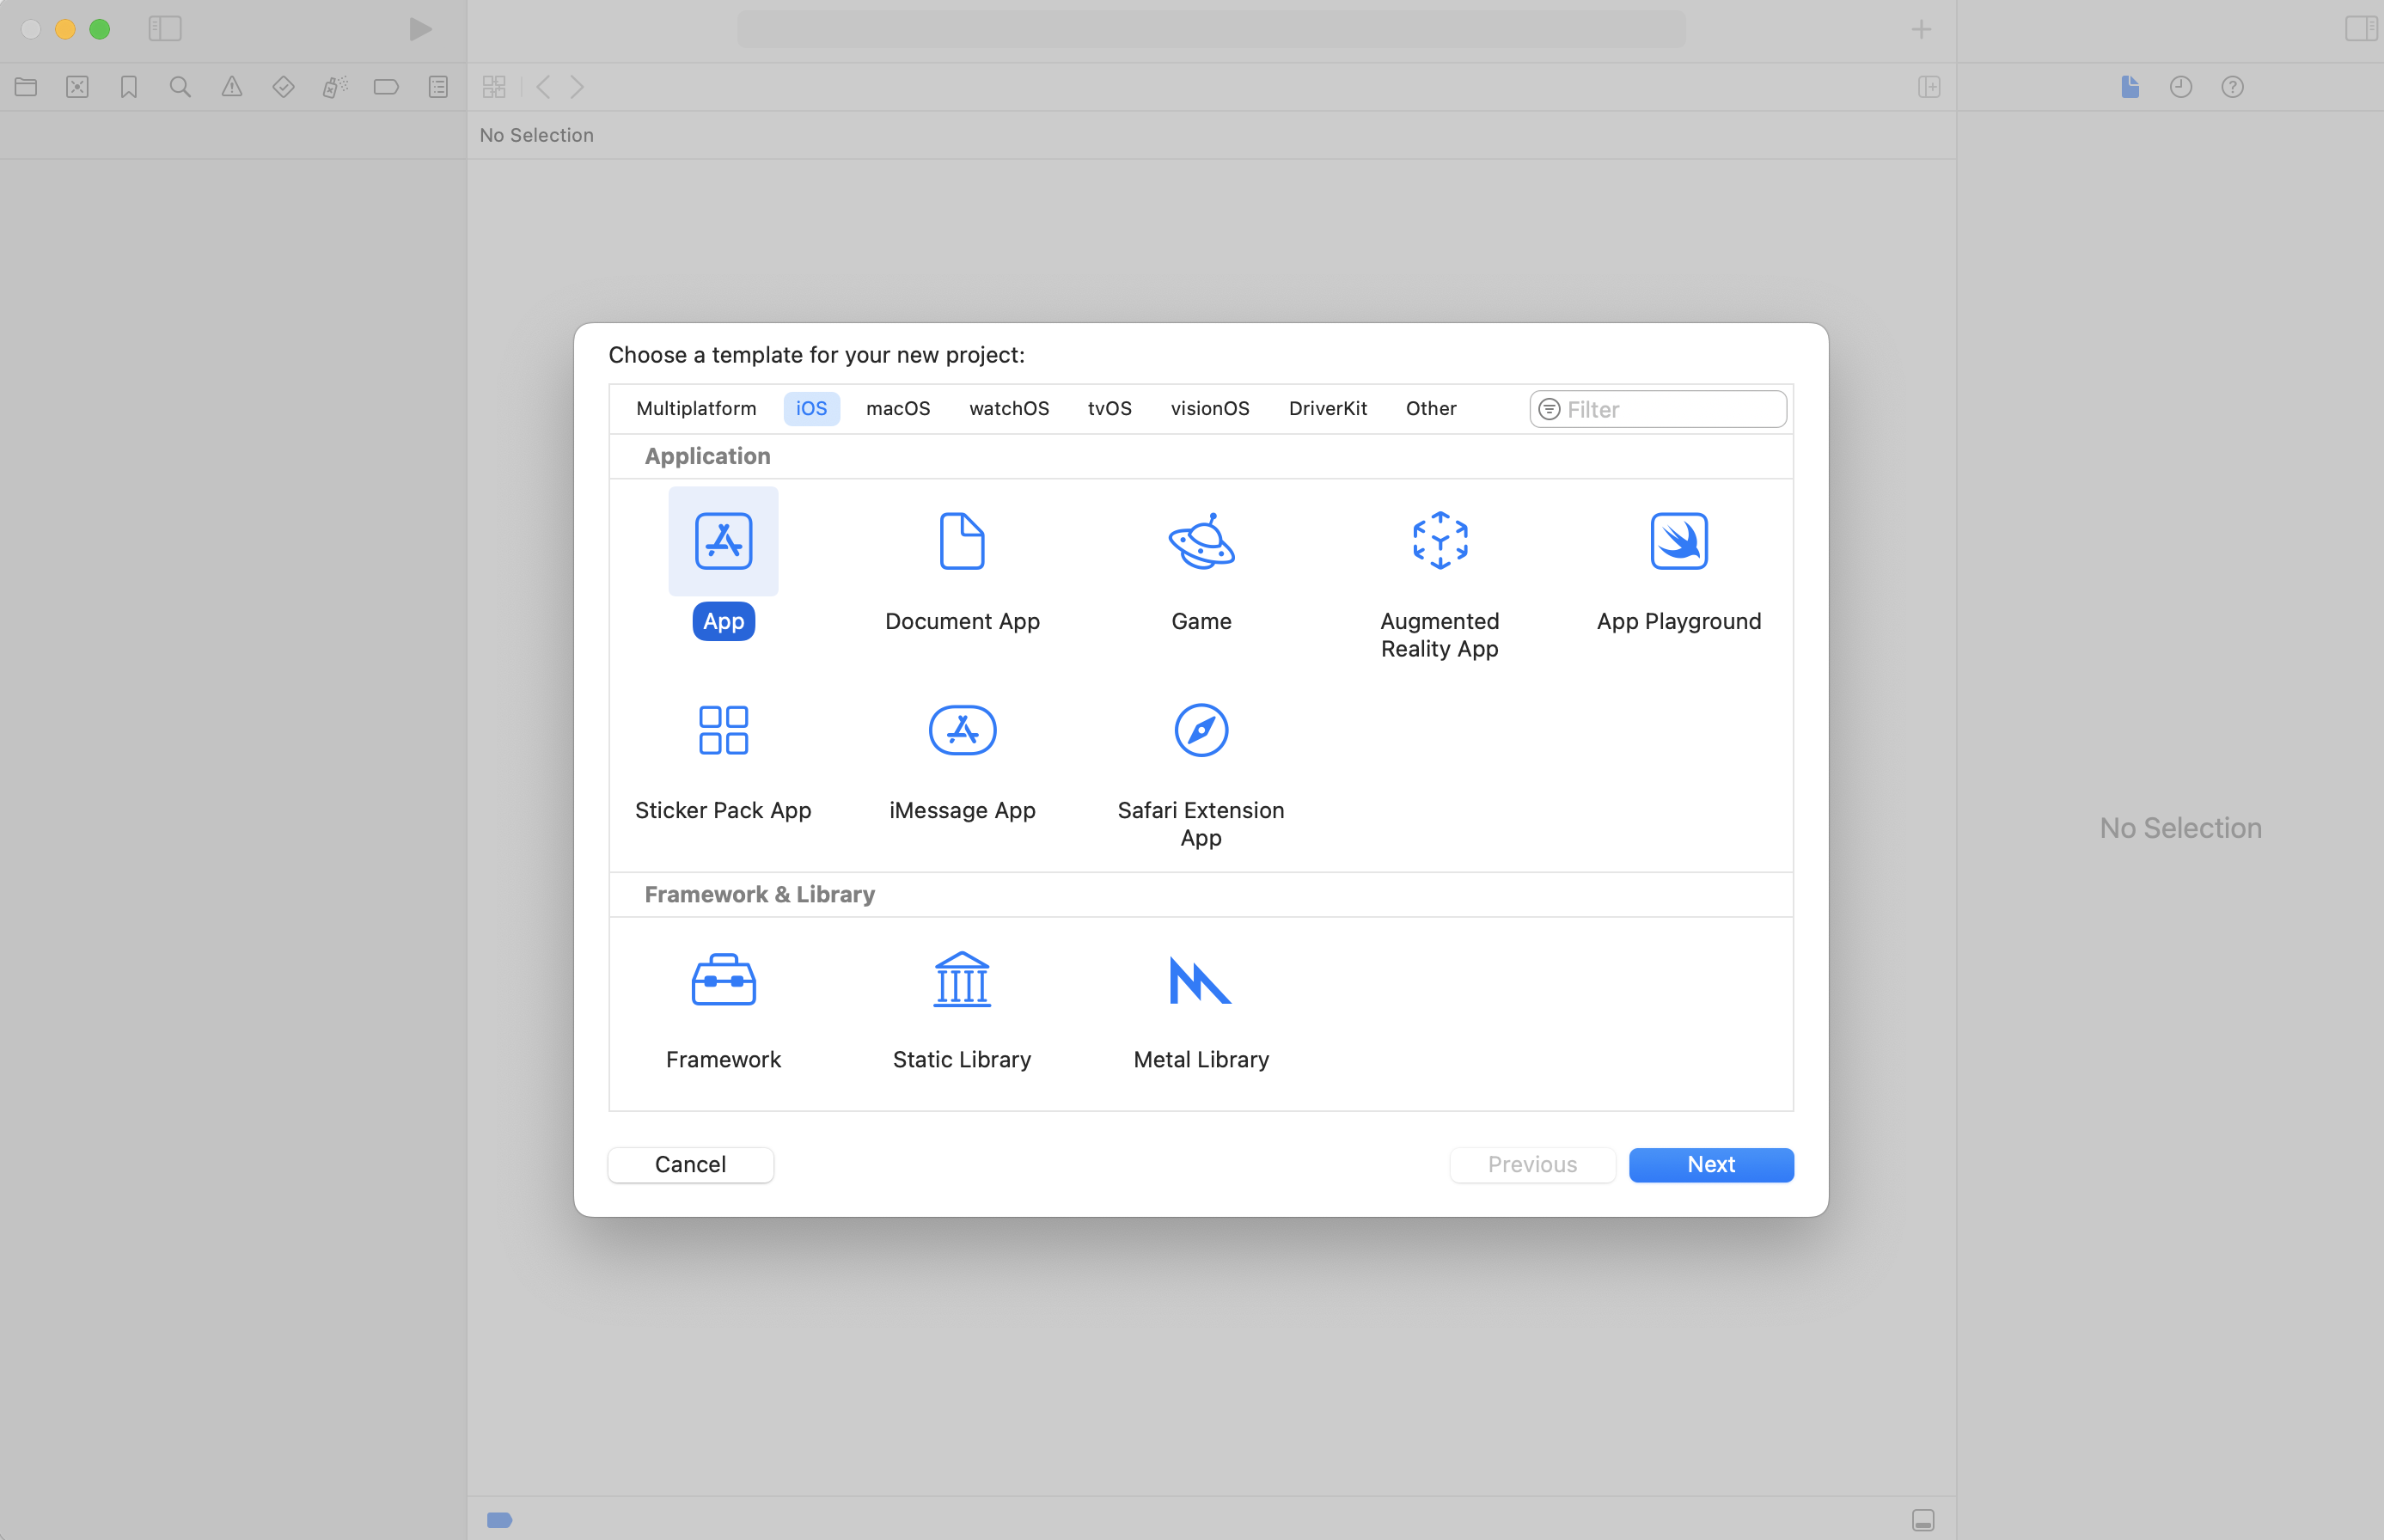 No Selection
Choose a template for your new project:
Multiplatform iOS macOS watchOS tvOS visionOS DriverKit Other Filter
Application
App Document App Game Augmented Reality App App Playground
Sticker Pack App iMessage App Safari Extension App
No Selection
Framework & Library
Framework Static Library Metal Library
Cancel Previous Next